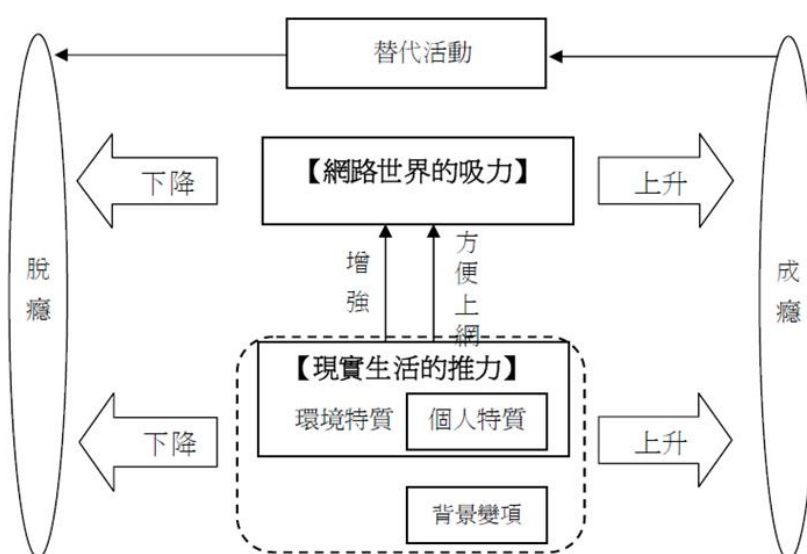 替代活動
下降
【網路世界的吸力】
上升
脫癮
增強
方便上網
成癮
【現實生活的推力】
環境特質
個人特質
下降
上升
背景變項